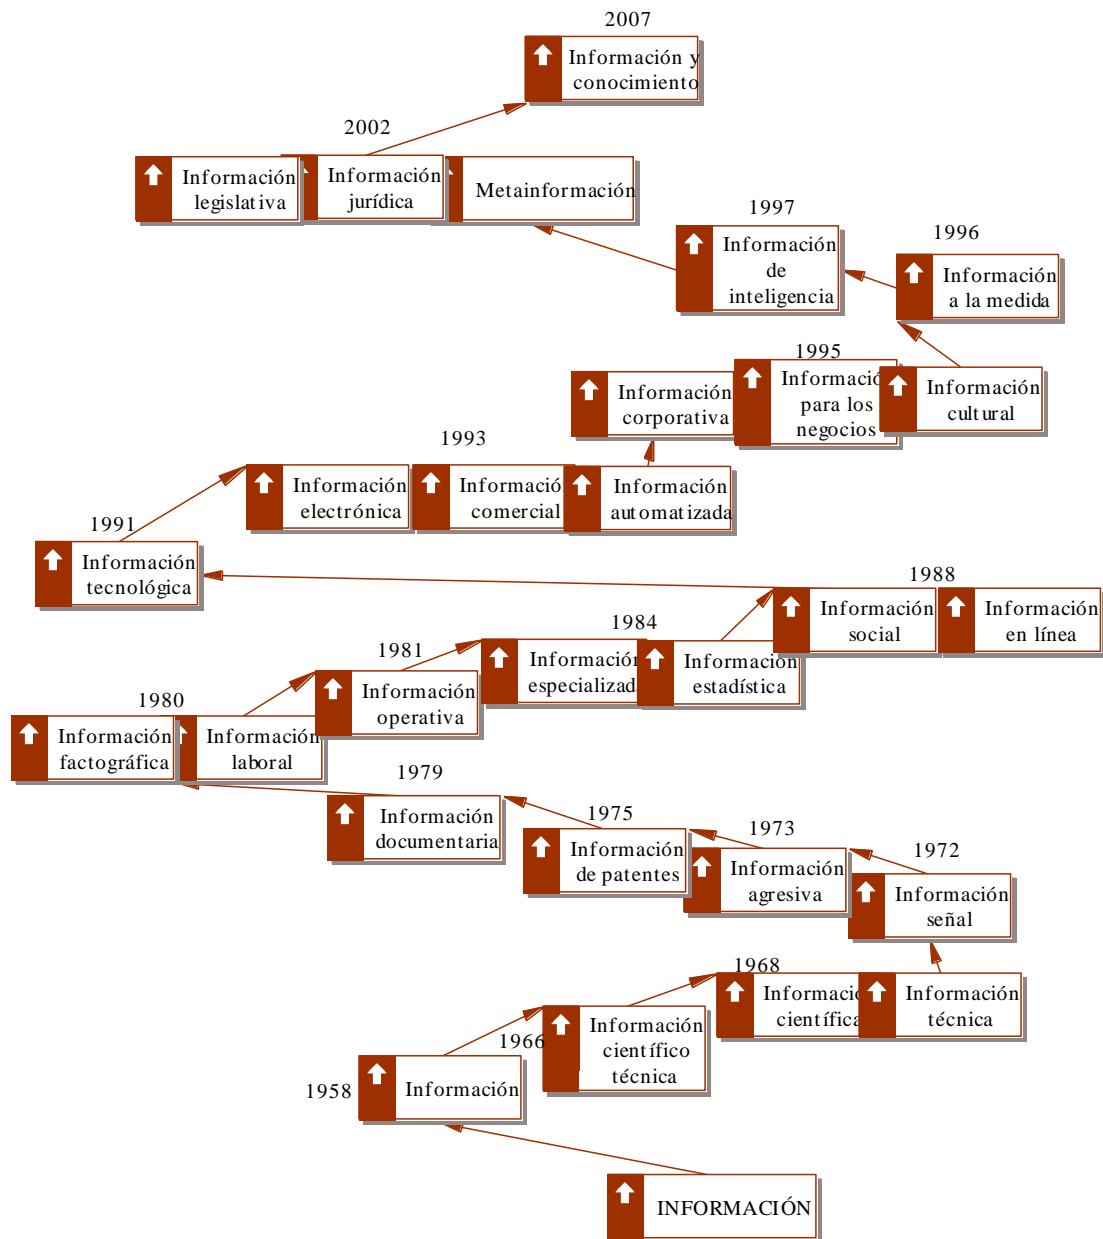 2007
Información y
conocimiento
2002
Información
legislativa
Información
jurídica
Metainformación
1997
Información
de
inteligencia
1996
Información
a la medida
1995
Información
corporativa
Informació
para los
negocios
Información
cultural
1993
Información
electrónica
Informació
comercial
Información
automatizada
1991
Información
tecnológica
1988
Información
social
Información
en línea
1984
Información
especializad
Información
estadística
1981
Información
operativa
1980
Información
factográfica
Información
laboral
1979
Información
documentaria
1975
Información
de patentes
1973
Información
agresiva
1972
Información
señal
1968
Informació
científica
Información
técnica
1966
Información
científico
técnica
1958
Información
INFORMACIÓN